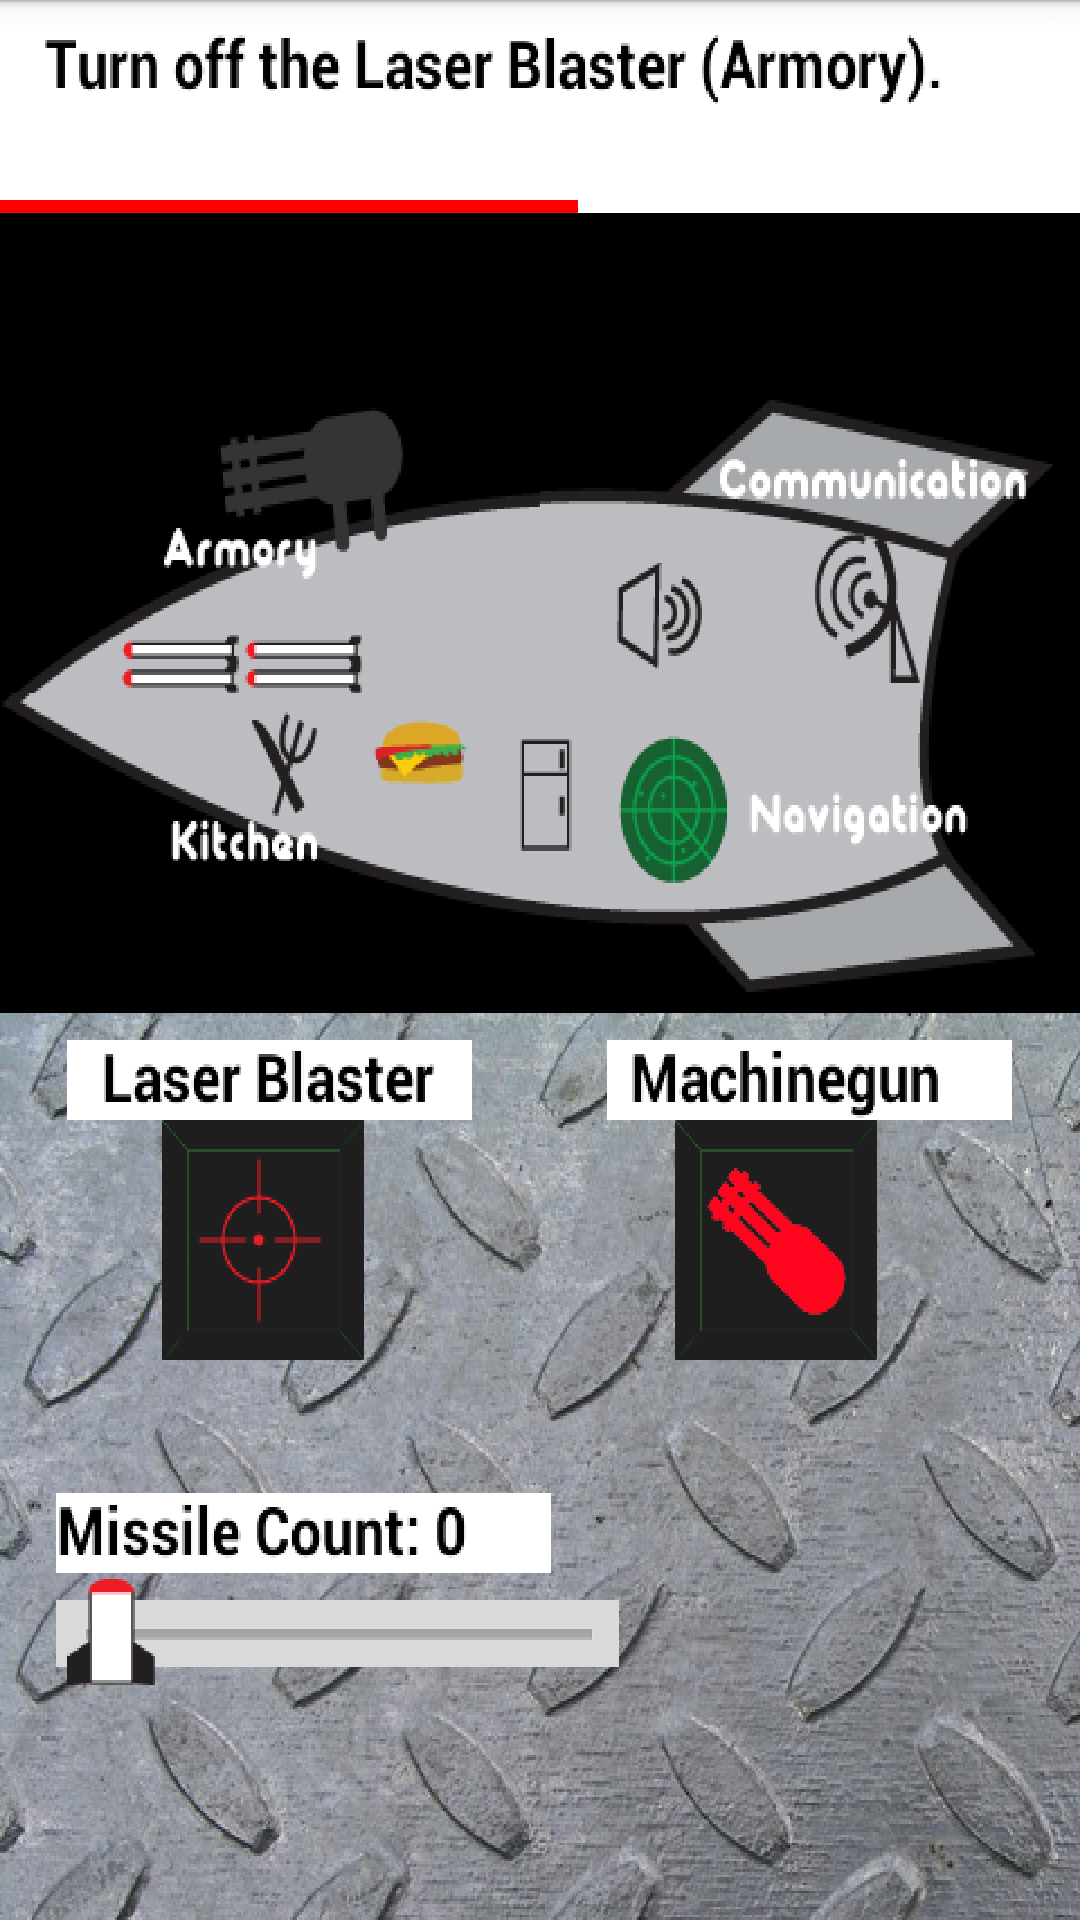 Turn off the Laser Blaster (Armory).
Communication
Armory
Navigation
Kitchen
Laser Blaster
Machinegun
Missile Count: 0